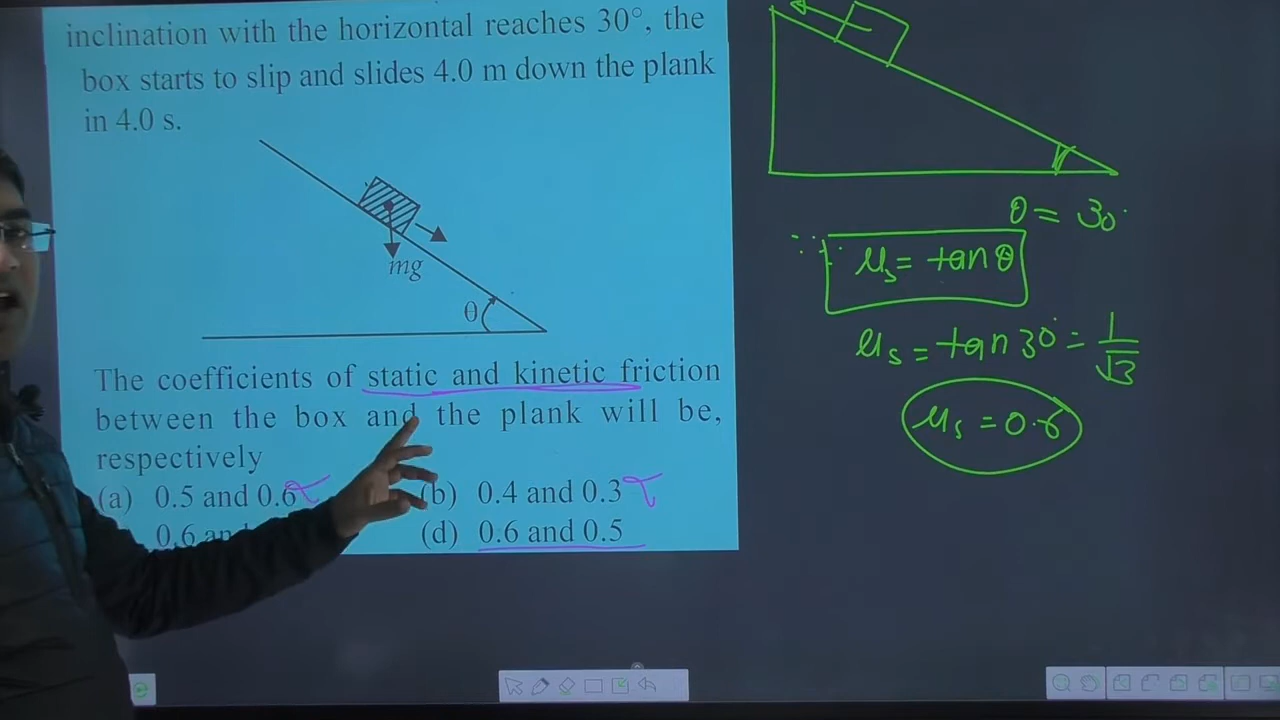 inclination with the horizontal reaches 30°, the
box starts to slip and slides 4.0 m down the plank
in 4.0 s.
mg
θ
The coefficients of static and kinetic friction
between the box and the plank will be,
respectively
(a) 0.5 and 0.6
(b) 0.4 and 0.3
0.6 and
(d) 0.6 and 0.5
θ = 30°
∵ μs = tan θ
μs = tan 30° = 1/√3
μs = 0.6